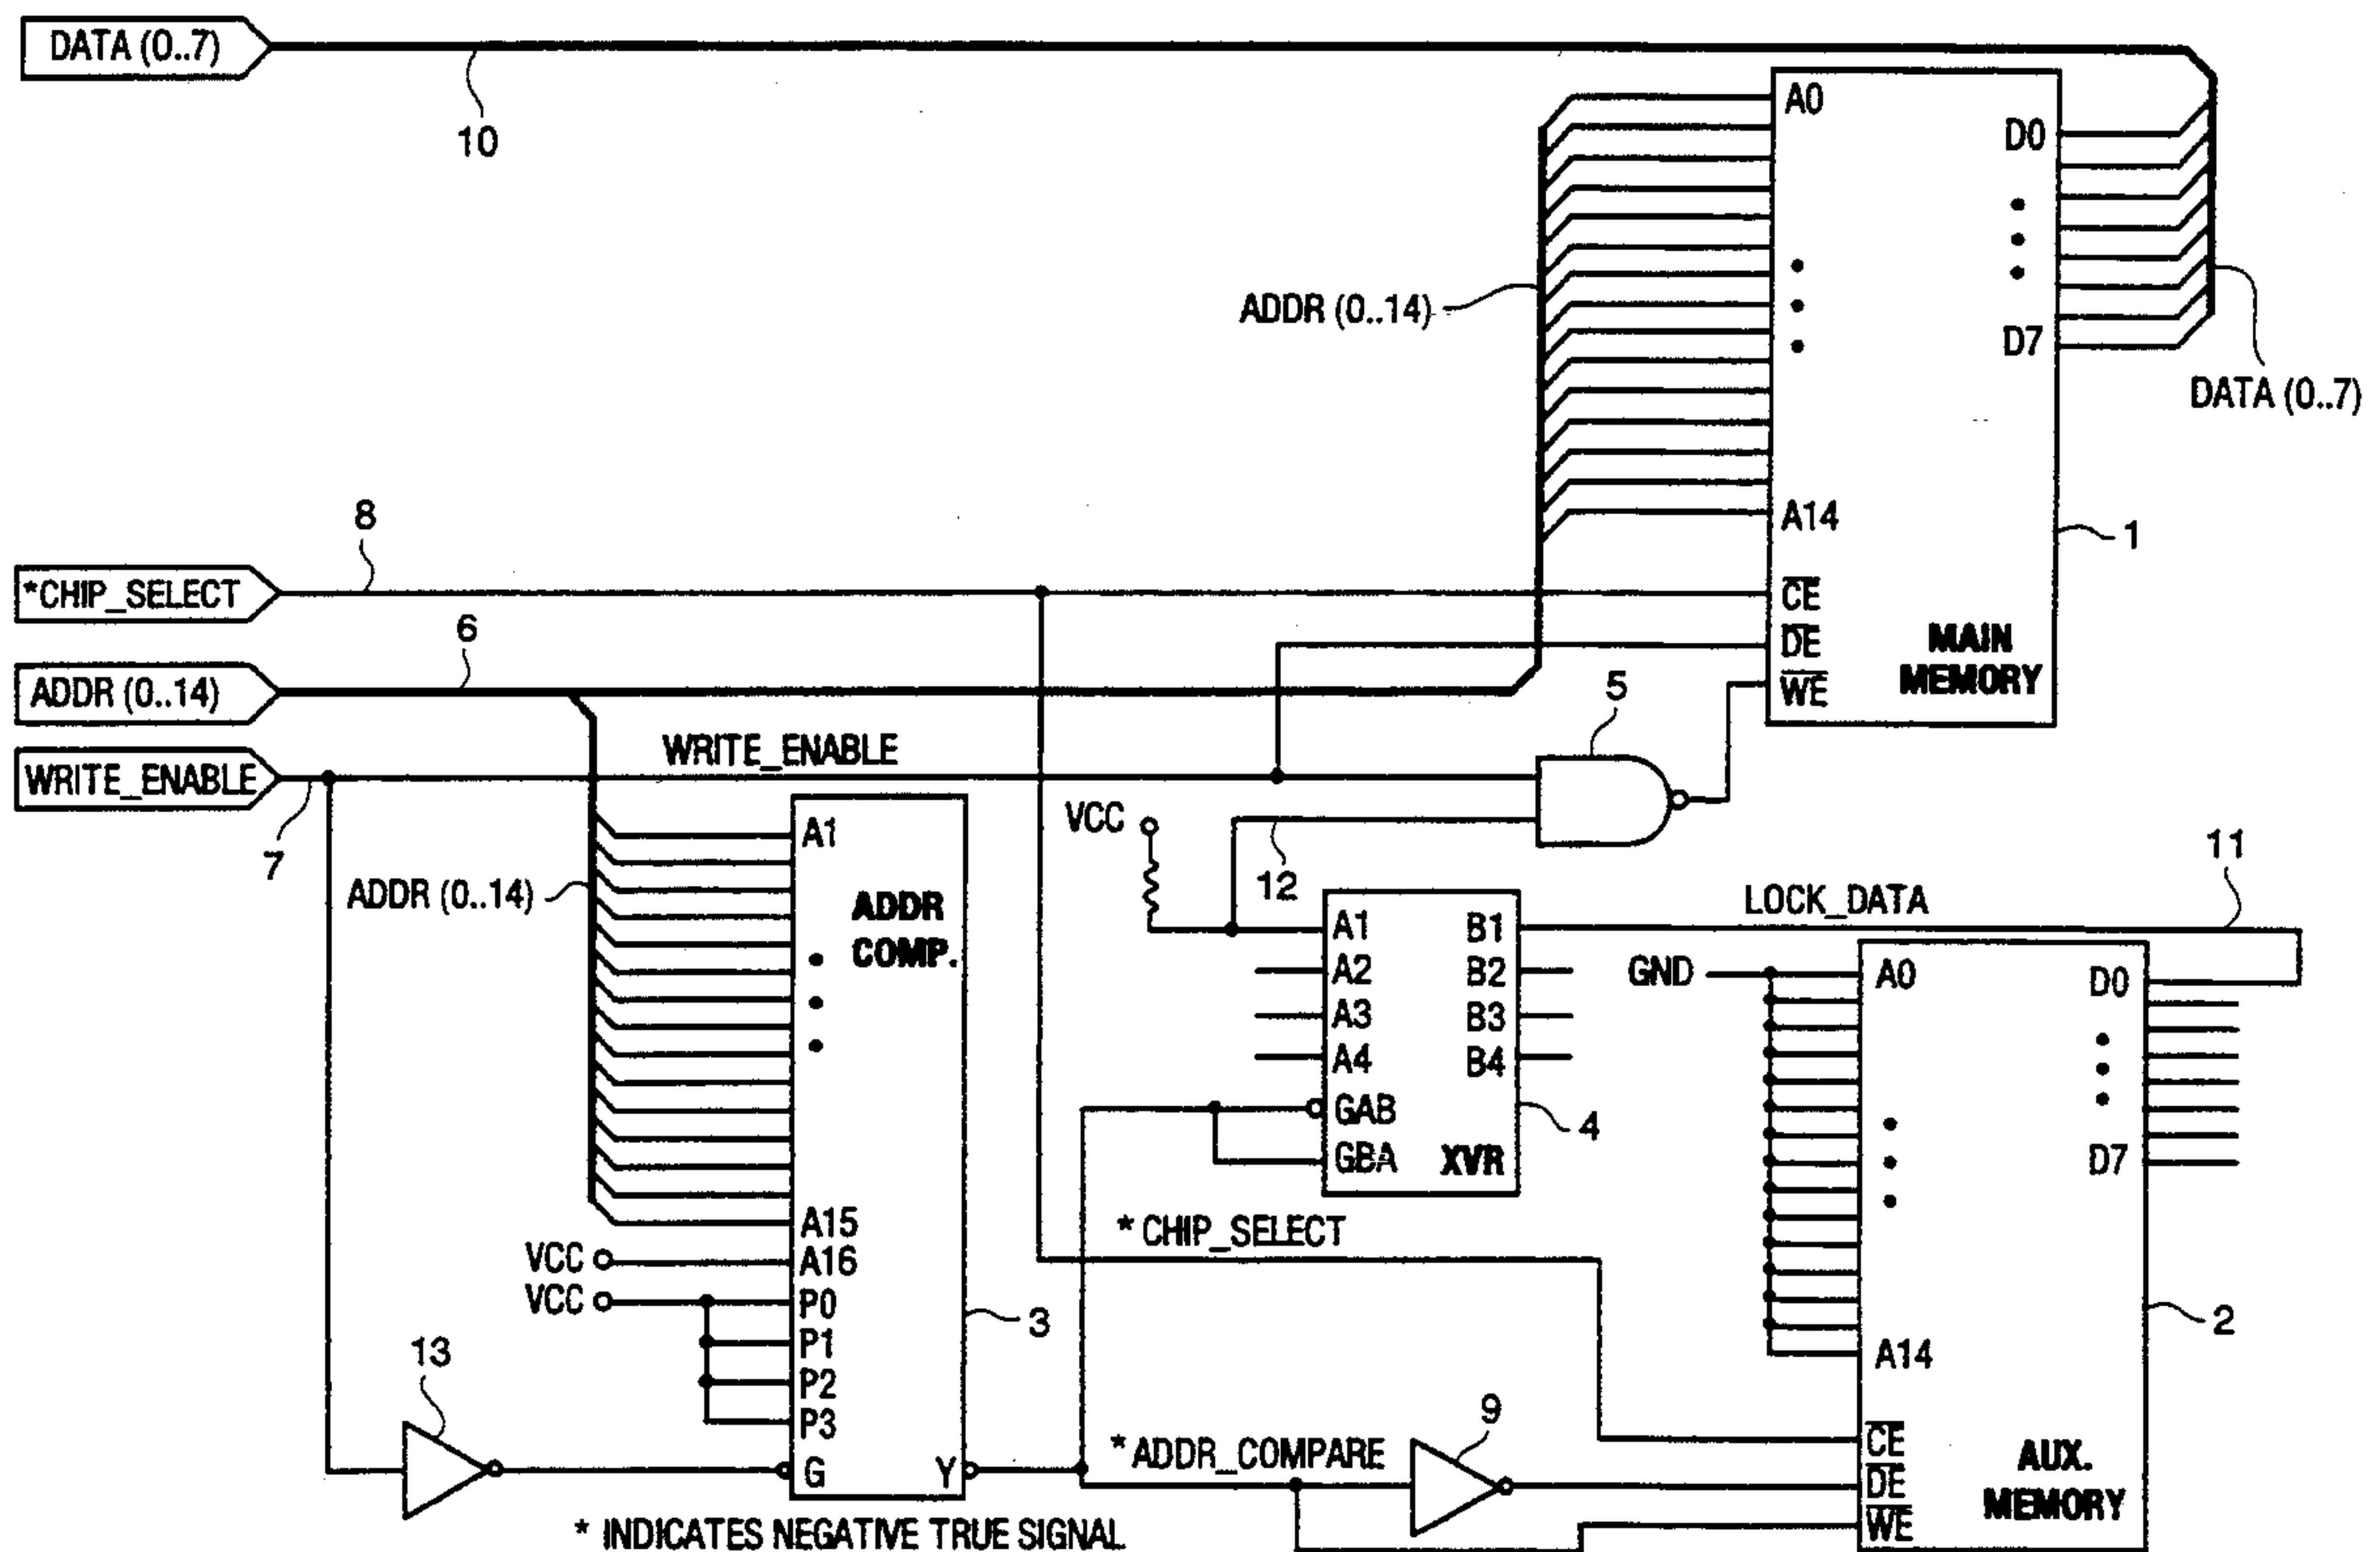 DATA (0..7)
10
A0
D0
ADDR (0..14)
D7
DATA (0..7)
A14
1
8
*CHIP_SELECT
CE
6
DE
MAIN
MEMORY
ADDR (0..14)
WE
5
WRITE_ENABLE
WRITE_ENABLE
7
A1
VCC
12
11
ADDR (0..14)
ADDR
COMP.
LOCK_DATA
A1
B1
A2
B2
GND
A0
D0
A3
B3
A4
B4
GAB
4
GBA
XVR
D7
A15
* CHIP_SELECT
VCC
A16
VCC
P0
3
2
P1
13
A14
P2
P3
9
* ADDR_COMPARE
CE
G
Y
DE
AUX.
MEMORY
WE
* INDICATES NEGATIVE TRUE SIGNAL